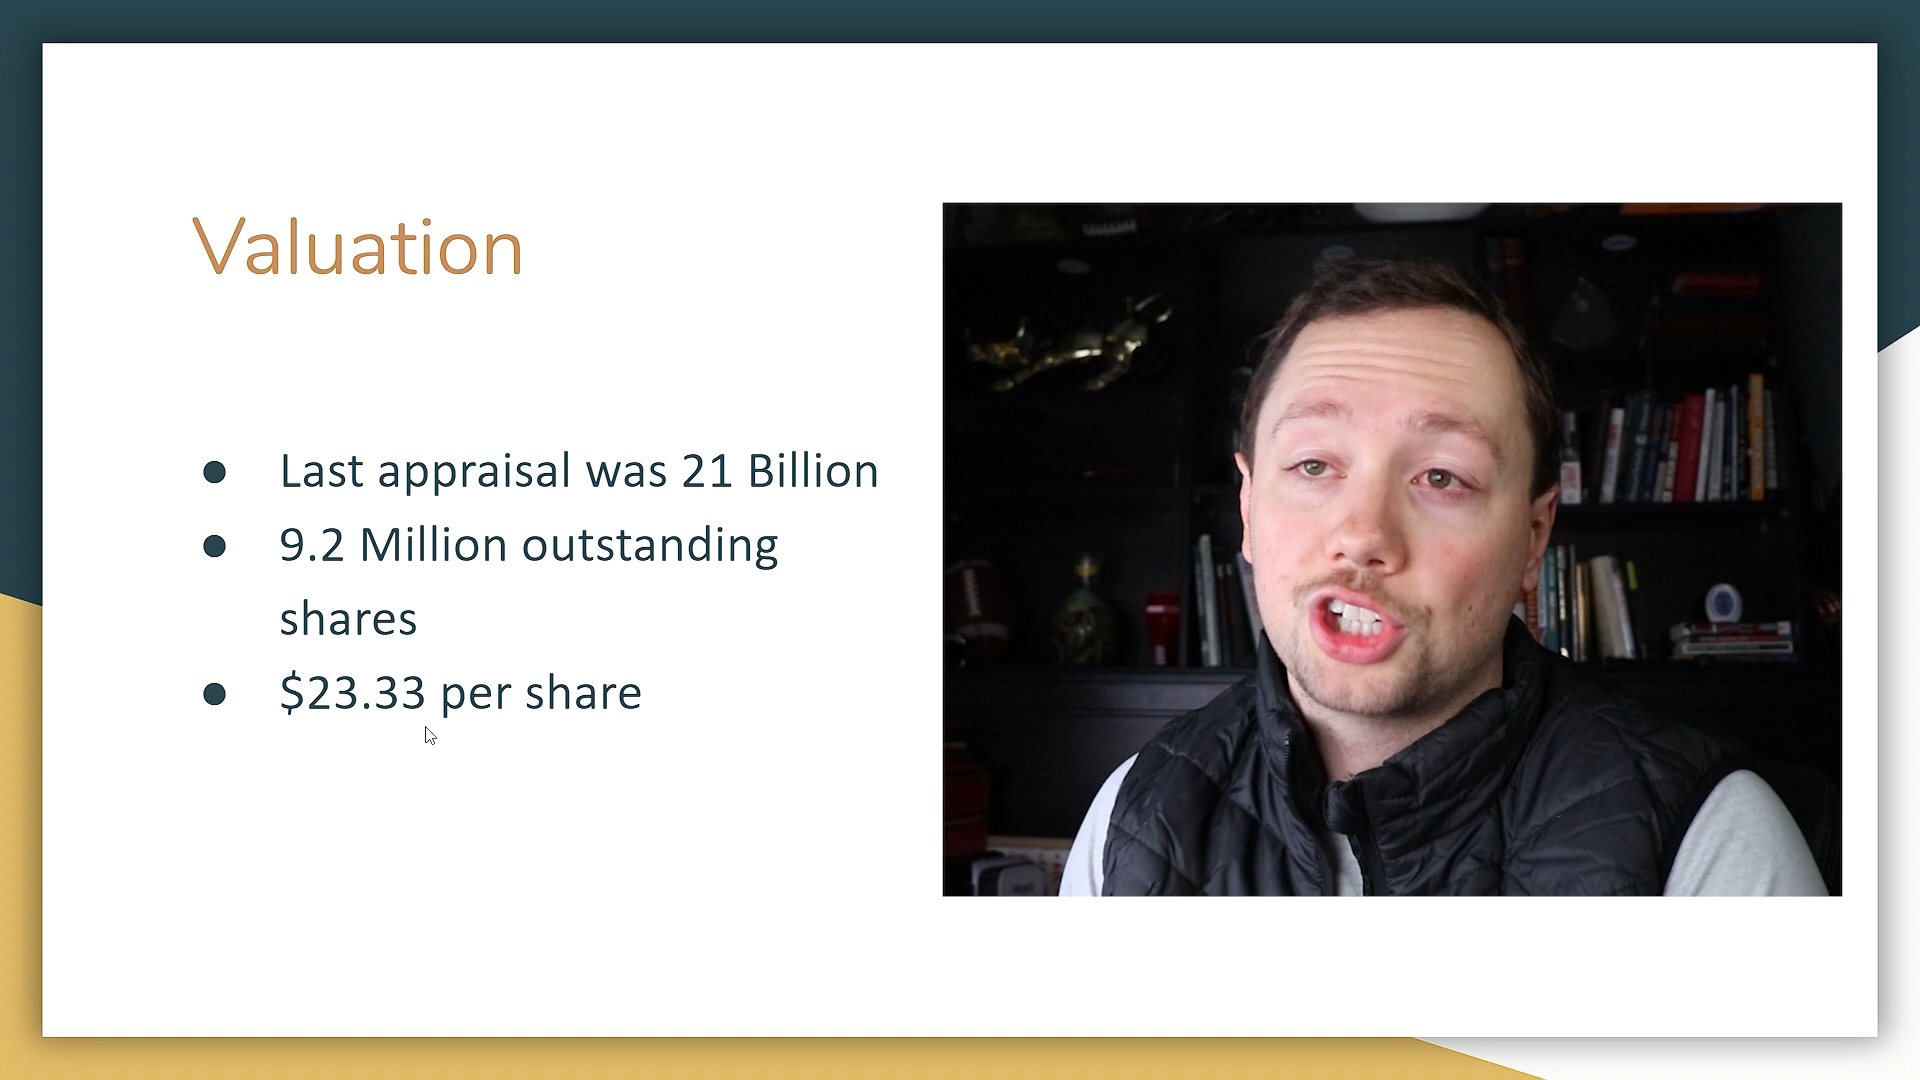 Valuation
● Last appraisal was 21 Billion
● 9.2 Million outstanding
shares
● $23.33 per share